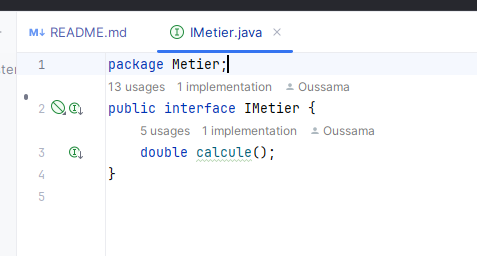 README.md IMetier.java
1 package Metier;
13 usages 1 implementation Oussama
2 public interface IMetier {
5 usages 1 implementation Oussama
3 double calcule();
4 }
5